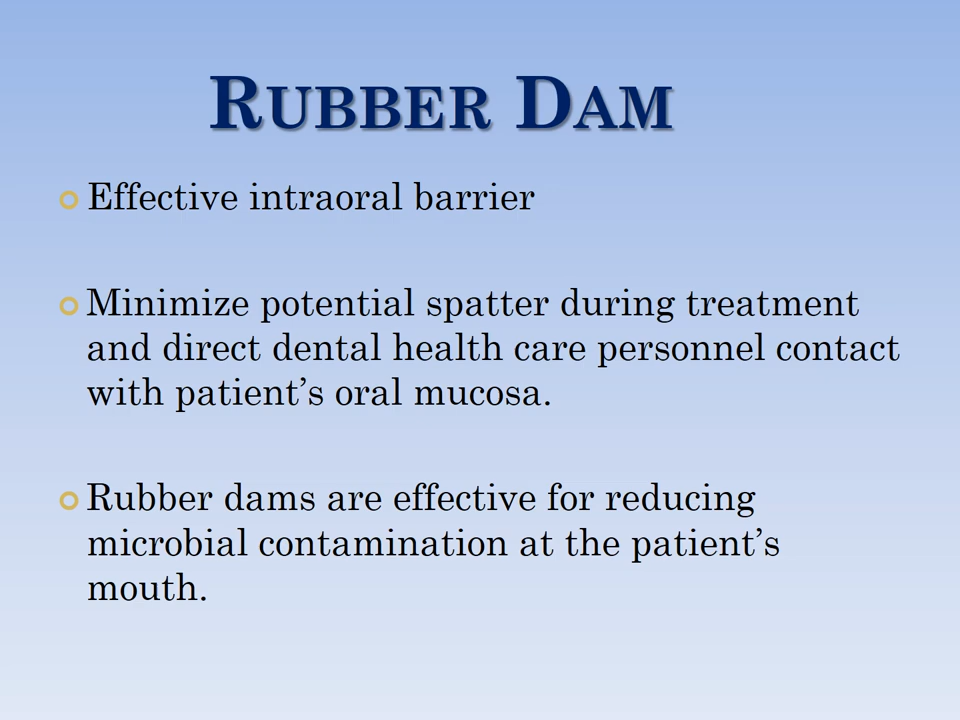 RUBBER DAM
Effective intraoral barrier
Minimize potential spatter during treatment
and direct dental health care personnel contact
with patient’s oral mucosa.
Rubber dams are effective for reducing
microbial contamination at the patient’s
mouth.